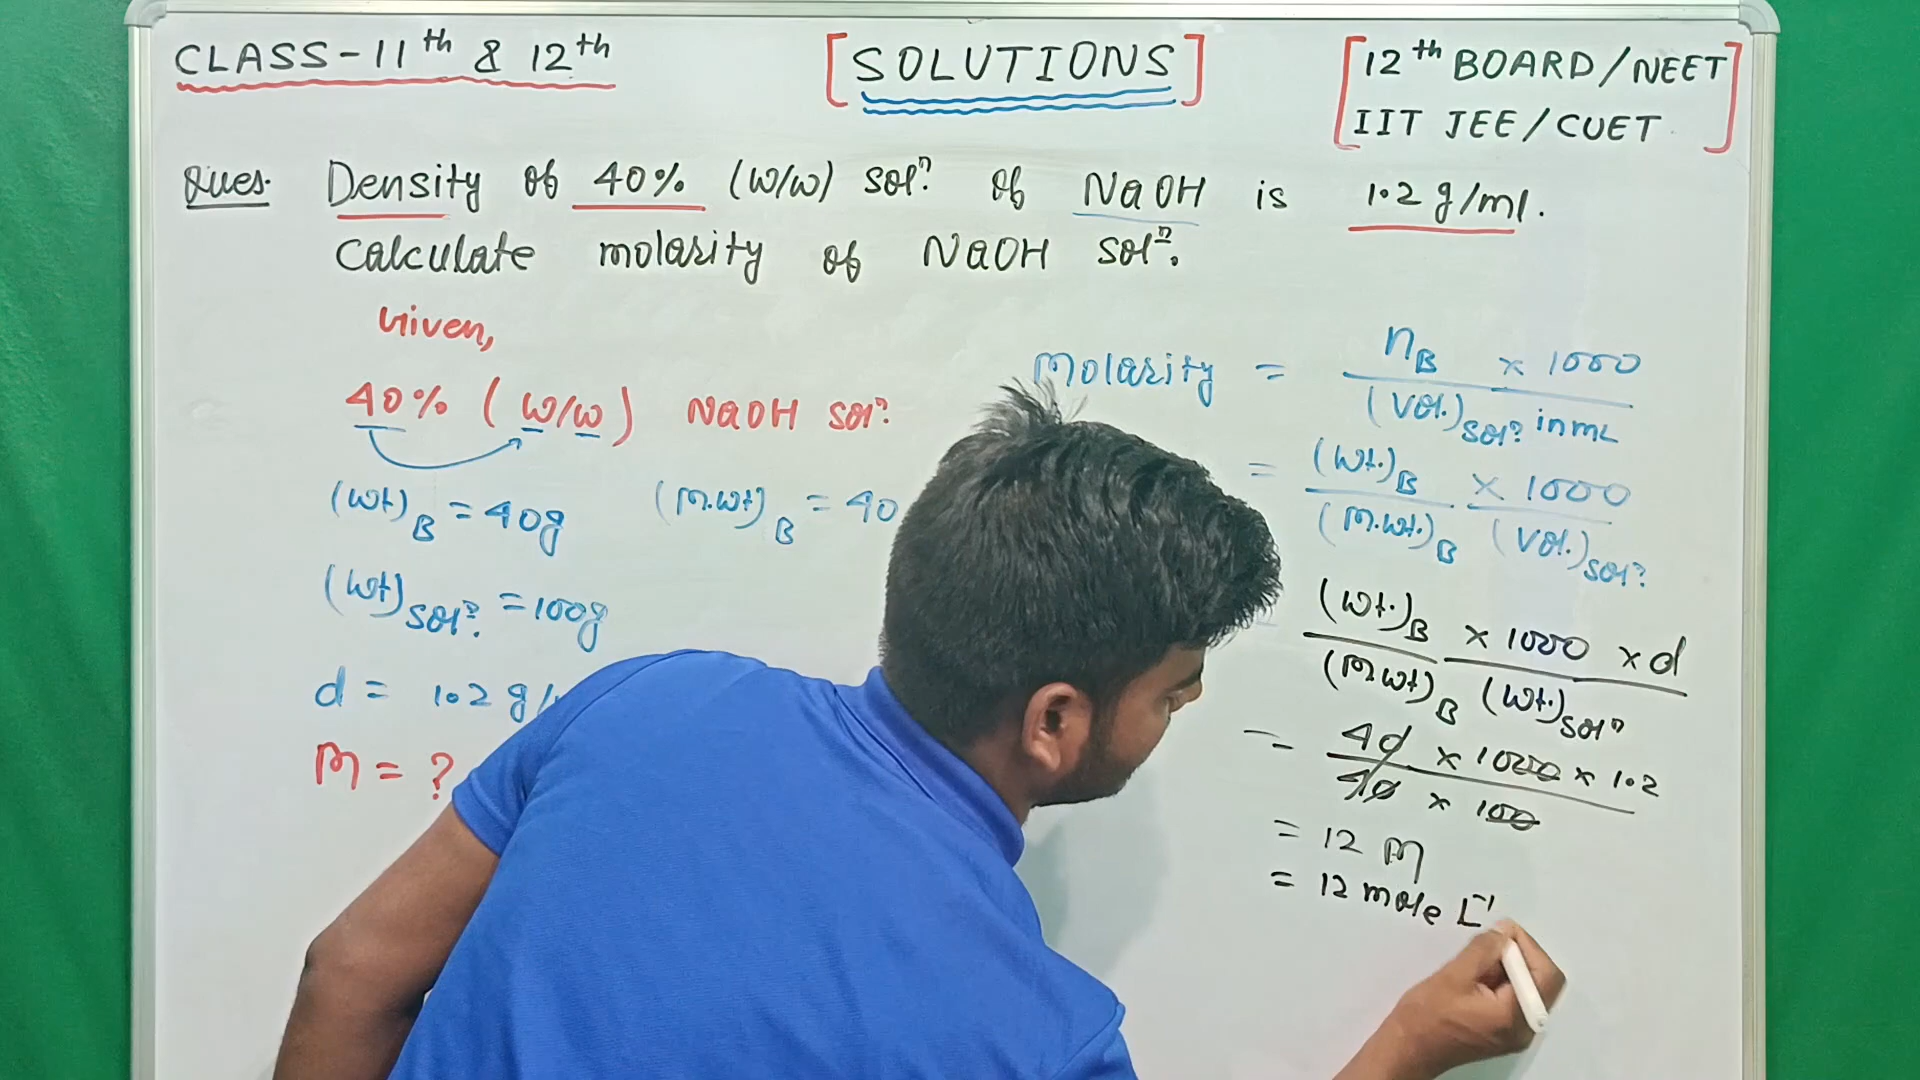 CLASS-11th & 12th
[SOLUTIONS]
[12th BOARD/NEET
IIT JEE/CUET]
Ques. Density of 40% (w/w) solⁿ. of NaOH is 1.2 g/ml.
Calculate molarity of NaOH solⁿ.
Given,
40% (w/w) NaOH solⁿ.
(wt)B = 40g (M.wt)B = 40
(wt)solⁿ. = 100g
d = 1.2 g/
M = ?
Molarity = nB × 1000
(Vol.)solⁿ. in mL
= (wt.)B × 1000
(M.wt.)B (Vol.)solⁿ.
(wt.)B × 1000 × d
(M.wt)B (wt.)solⁿ
= 40 × 1000 × 1.2
40 × 100
= 12 M
= 12 mole L⁻¹